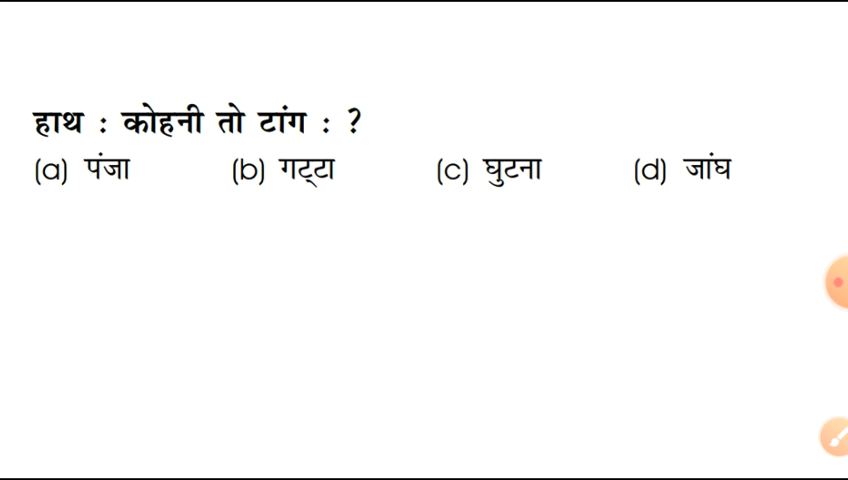 हाथ : कोहनी तो टांग : ?
(a) पंजा (b) गट्‌टा (c) घुटना (d) जांघ